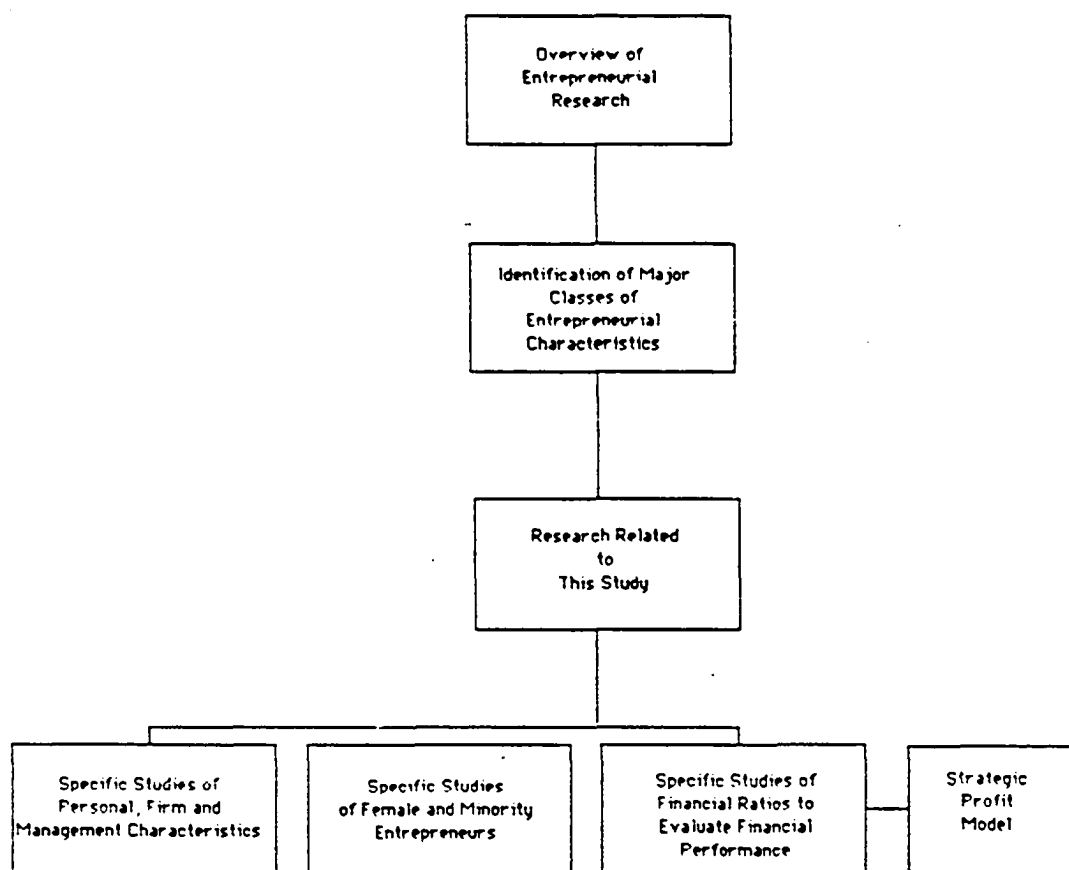 Overview of
Entrepreneurial
Research
Identification of Major
Classes of
Entrepreneurial
Characteristics
Research Related
to
This Study
Specific Studies of
Personal, Firm and
Management Characteristics
Specific Studies
of Female and Minority
Entrepreneurs
Specific Studies of
Financial Ratios to
Evaluate Financial
Performance
Strategic
Profit
Model